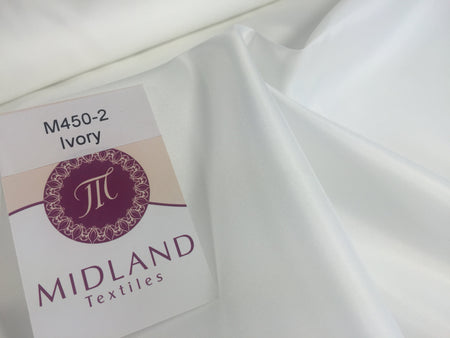 M450-2
Ivory
M
MIDLAND
Textiles